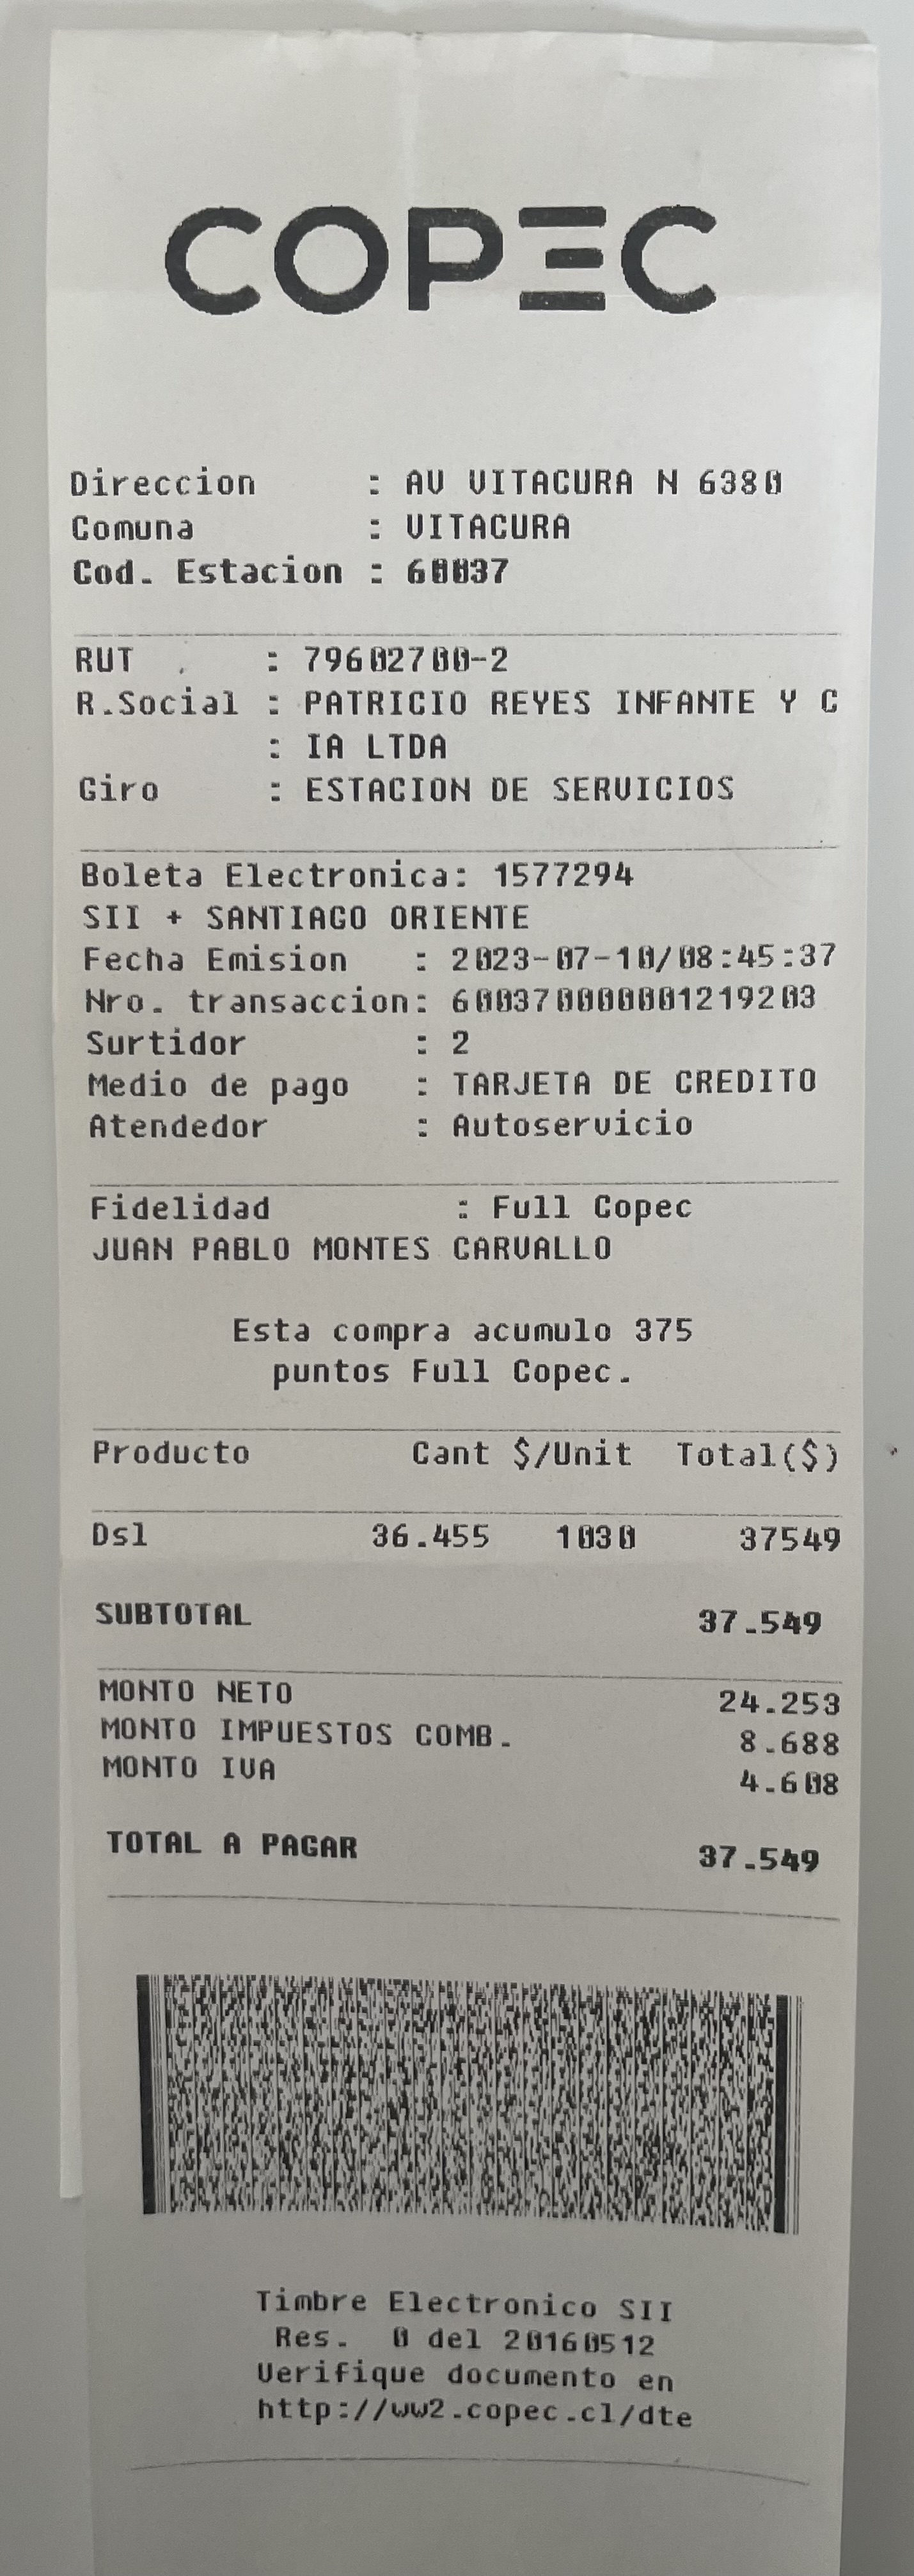 COPEC
Direccion : AV VITACURA N 6380
Comuna : VITACURA
Cod. Estacion : 60037
RUT : 79602700-2
R.Social : PATRICIO REYES INFANTE Y C
: IA LTDA
Giro : ESTACION DE SERVICIOS
Boleta Electronica: 1577294
SII + SANTIAGO ORIENTE
Fecha Emision : 2023-07-10/08:45:37
Nro. transaccion: 600370000001219203
Surtidor : 2
Medio de pago : TARJETA DE CREDITO
Atendedor : Autoservicio
Fidelidad : Full Copec
JUAN PABLO MONTES CARVALLO
Esta compra acumulo 375
puntos Full Copec.
Producto Cant $/Unit Total($)
Dsl 36.455 1030 37549
SUBTOTAL 37.549
MONTO NETO 24.253
MONTO IMPUESTOS COMB. 8.688
MONTO IVA 4.608
TOTAL A PAGAR 37.549
Timbre Electronico SII
Res. 0 del 20160512
Verifique documento en
http://ww2.copec.cl/dte